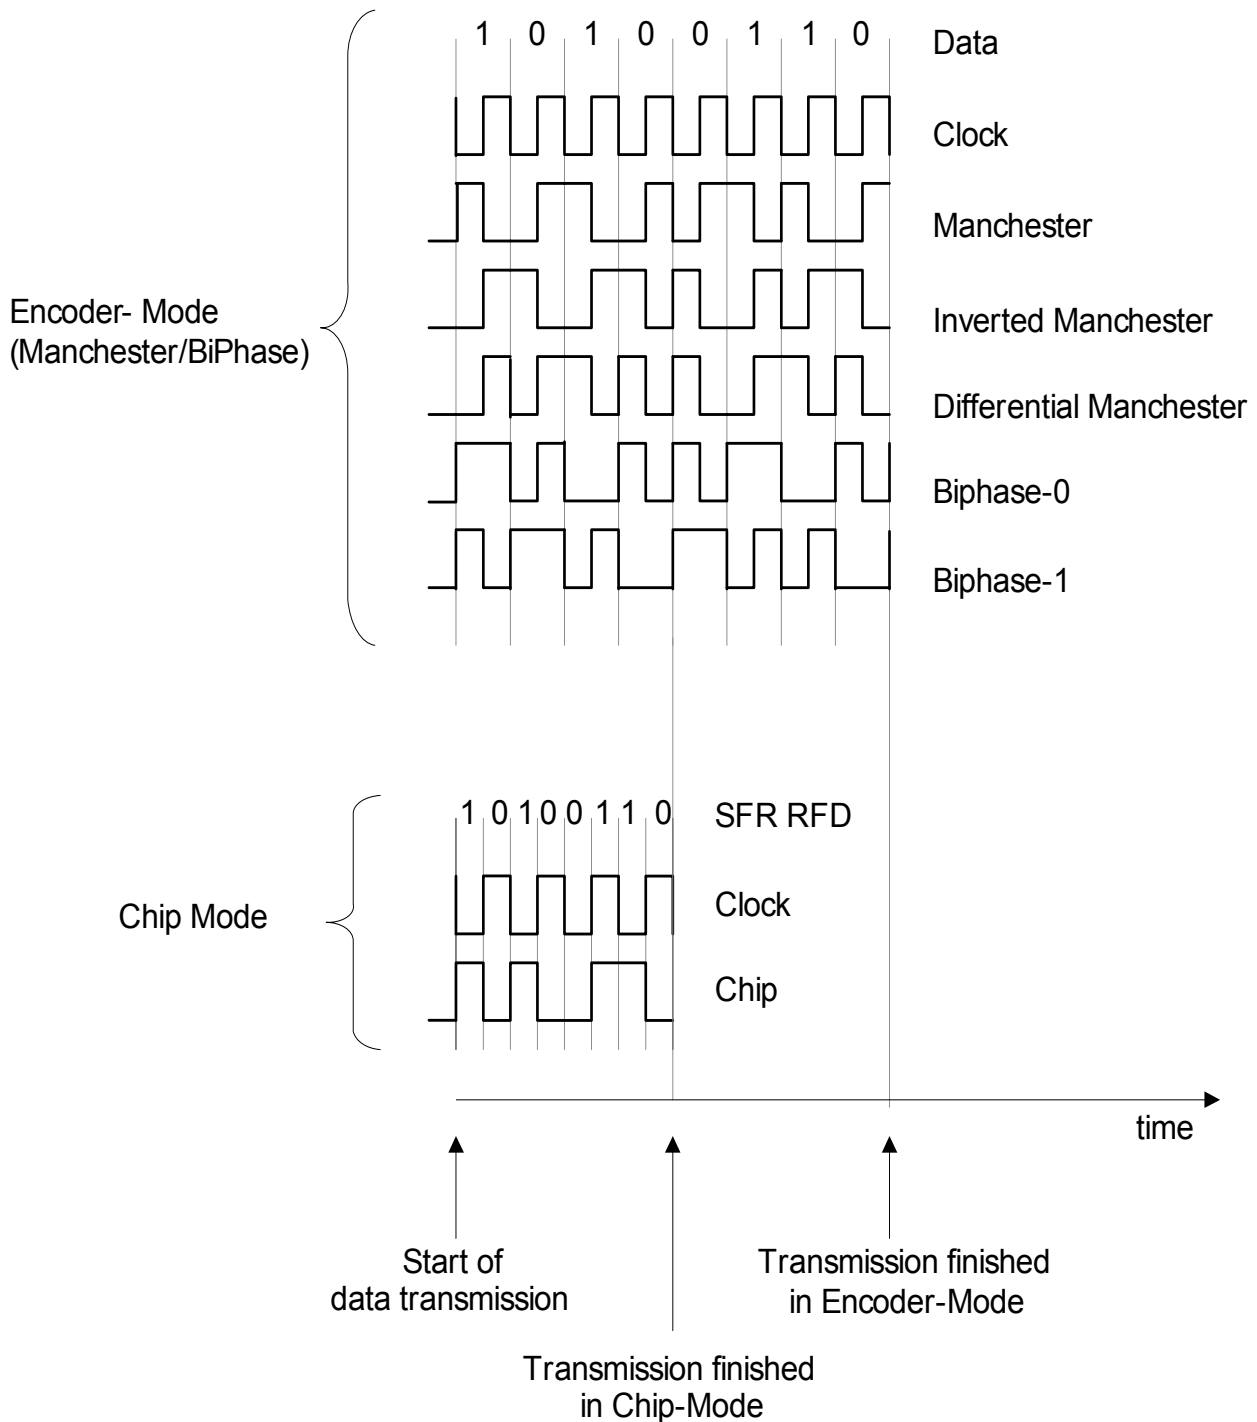 1 0 1 0 0 1 1 0 Data
Clock
Manchester
Inverted Manchester
Differential Manchester
Biphase-0
Biphase-1
Encoder- Mode
(Manchester/BiPhase)
1 0 1 0 0 1 1 0 SFR RFD
Clock
Chip
Chip Mode
time
Start of
data transmission
Transmission finished
in Encoder-Mode
Transmission finished
in Chip-Mode